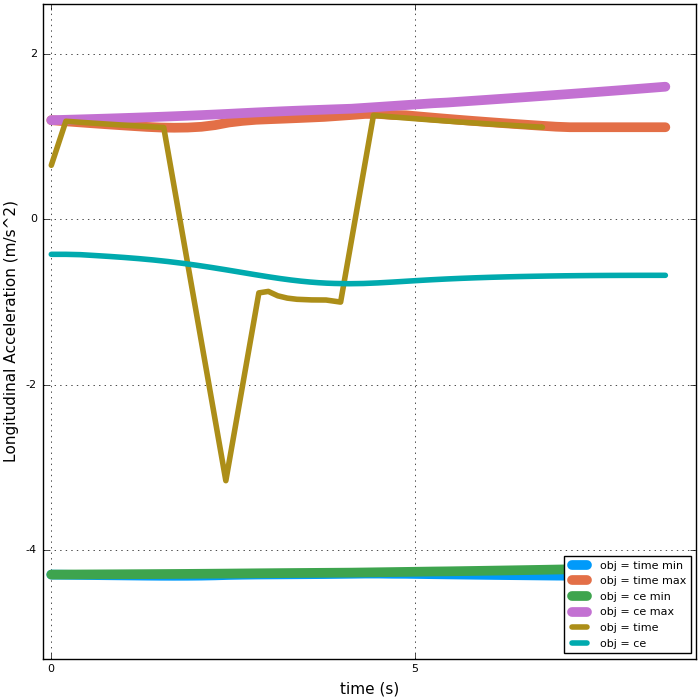 2
0
-2
-4
0
5
Longitudinal Acceleration (m/s^2)
time (s)
obj = time min
obj = time max
obj = ce min
obj = ce max
obj = time
obj = ce